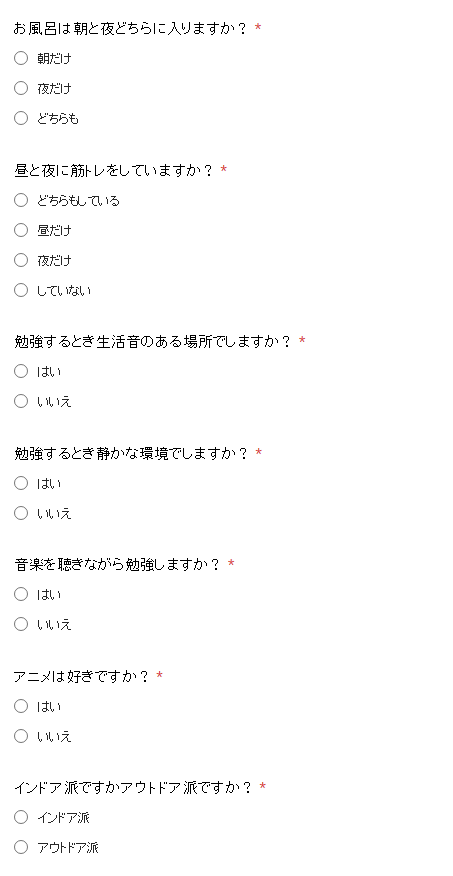 お風呂は朝と夜どちらに入りますか？ *
朝だけ
夜だけ
どちらも
昼と夜に筋トレをしていますか？ *
どちらもしている
昼だけ
夜だけ
していない
勉強するとき生活音のある場所でしますか？ *
はい
いいえ
勉強するとき静かな環境でしますか？ *
はい
いいえ
音楽を聴きながら勉強しますか？ *
はい
いいえ
アニメは好きですか？ *
はい
いいえ
インドア派ですかアウトドア派ですか？ *
インドア派
アウトドア派